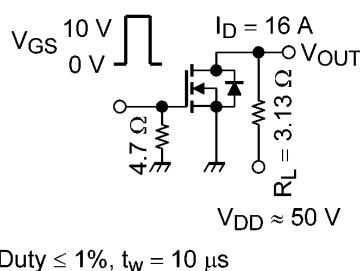 V_GS 10 V
0 V
I_D = 16 A
V_OUT
4.7 Ω
R_L = 3.13 Ω
V_DD ≈ 50 V
Duty ≤ 1%, t_w = 10 μs